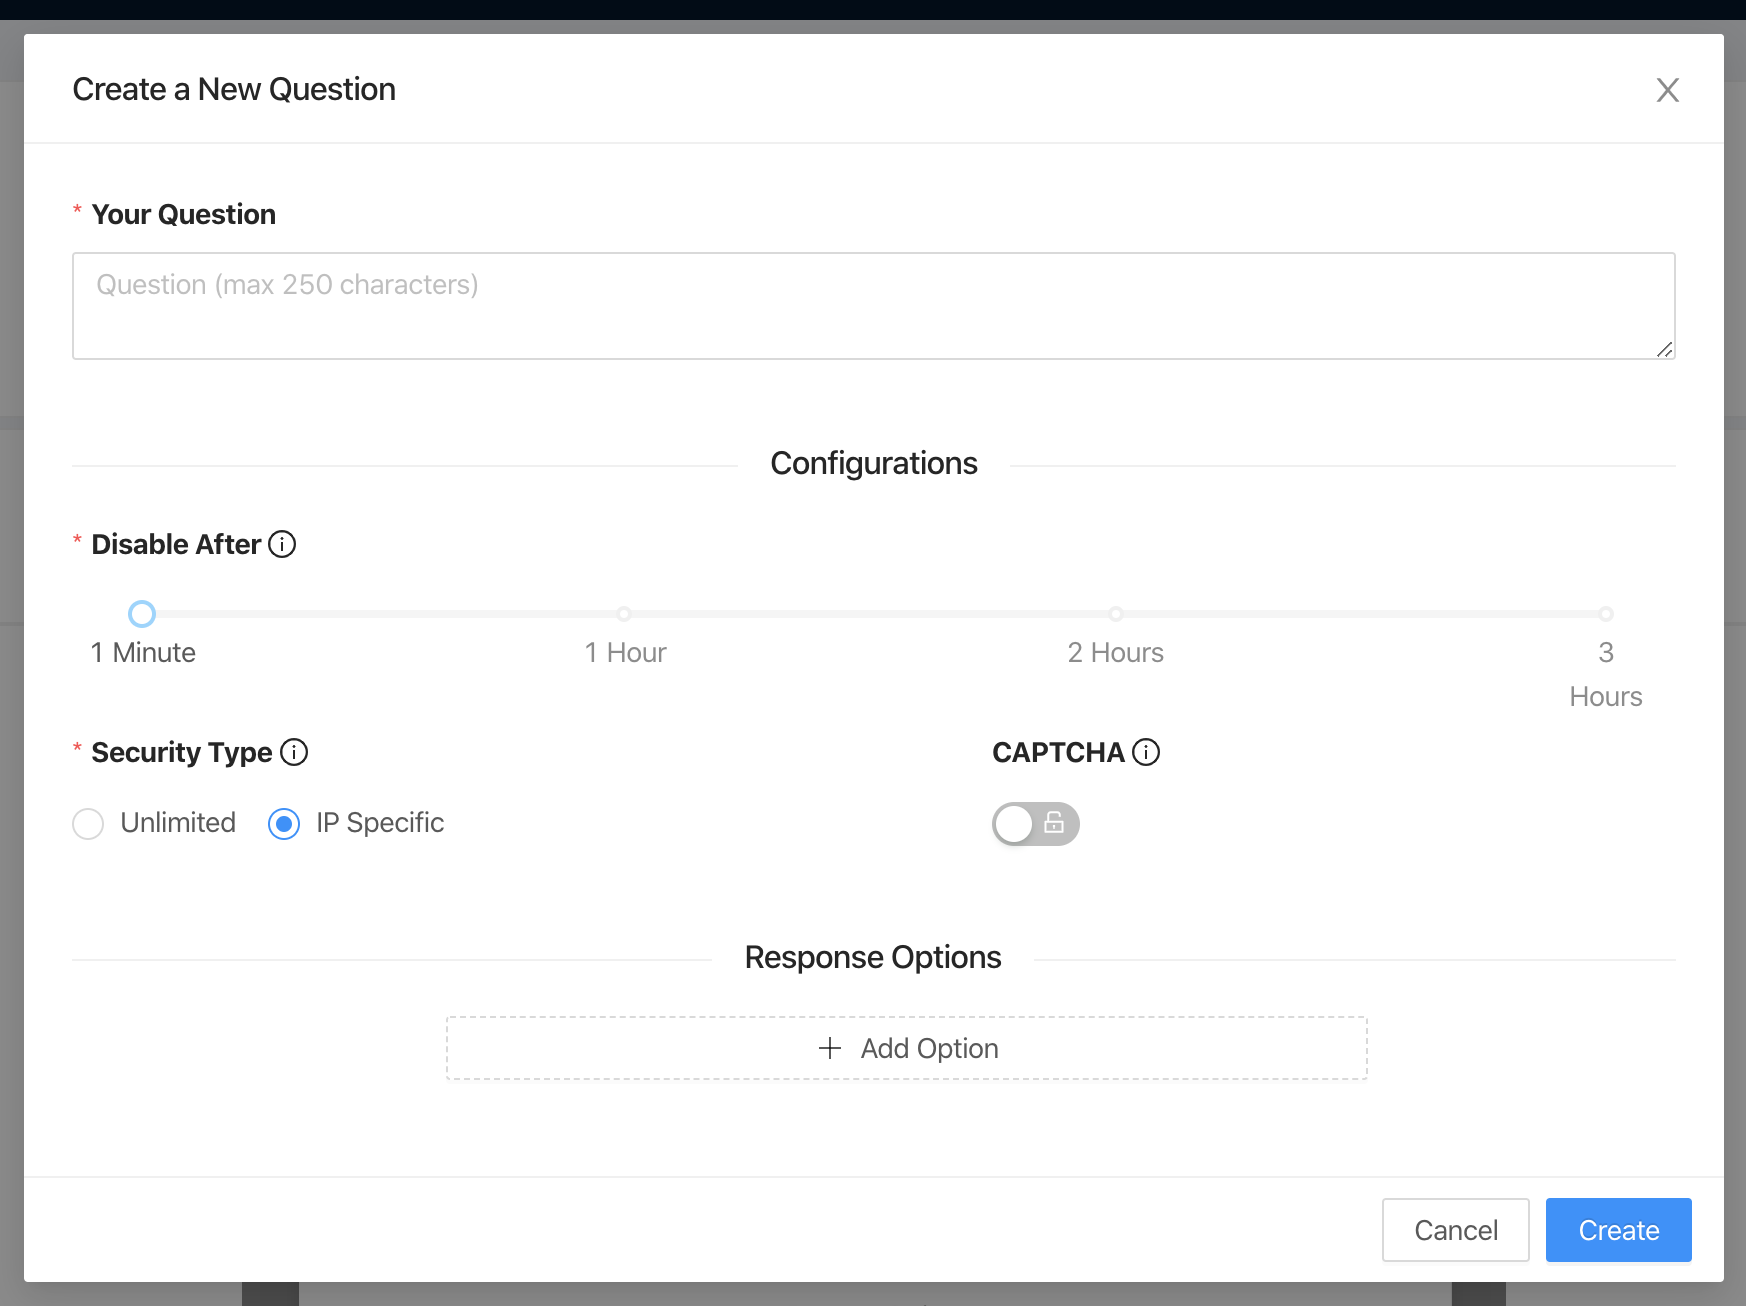 Create a New Question
* Your Question
Question (max 250 characters)
Configurations
* Disable After
1 Minute
1 Hour
2 Hours
3
Hours
* Security Type
CAPTCHA
Unlimited
IP Specific
Response Options
+ Add Option
Cancel
Create